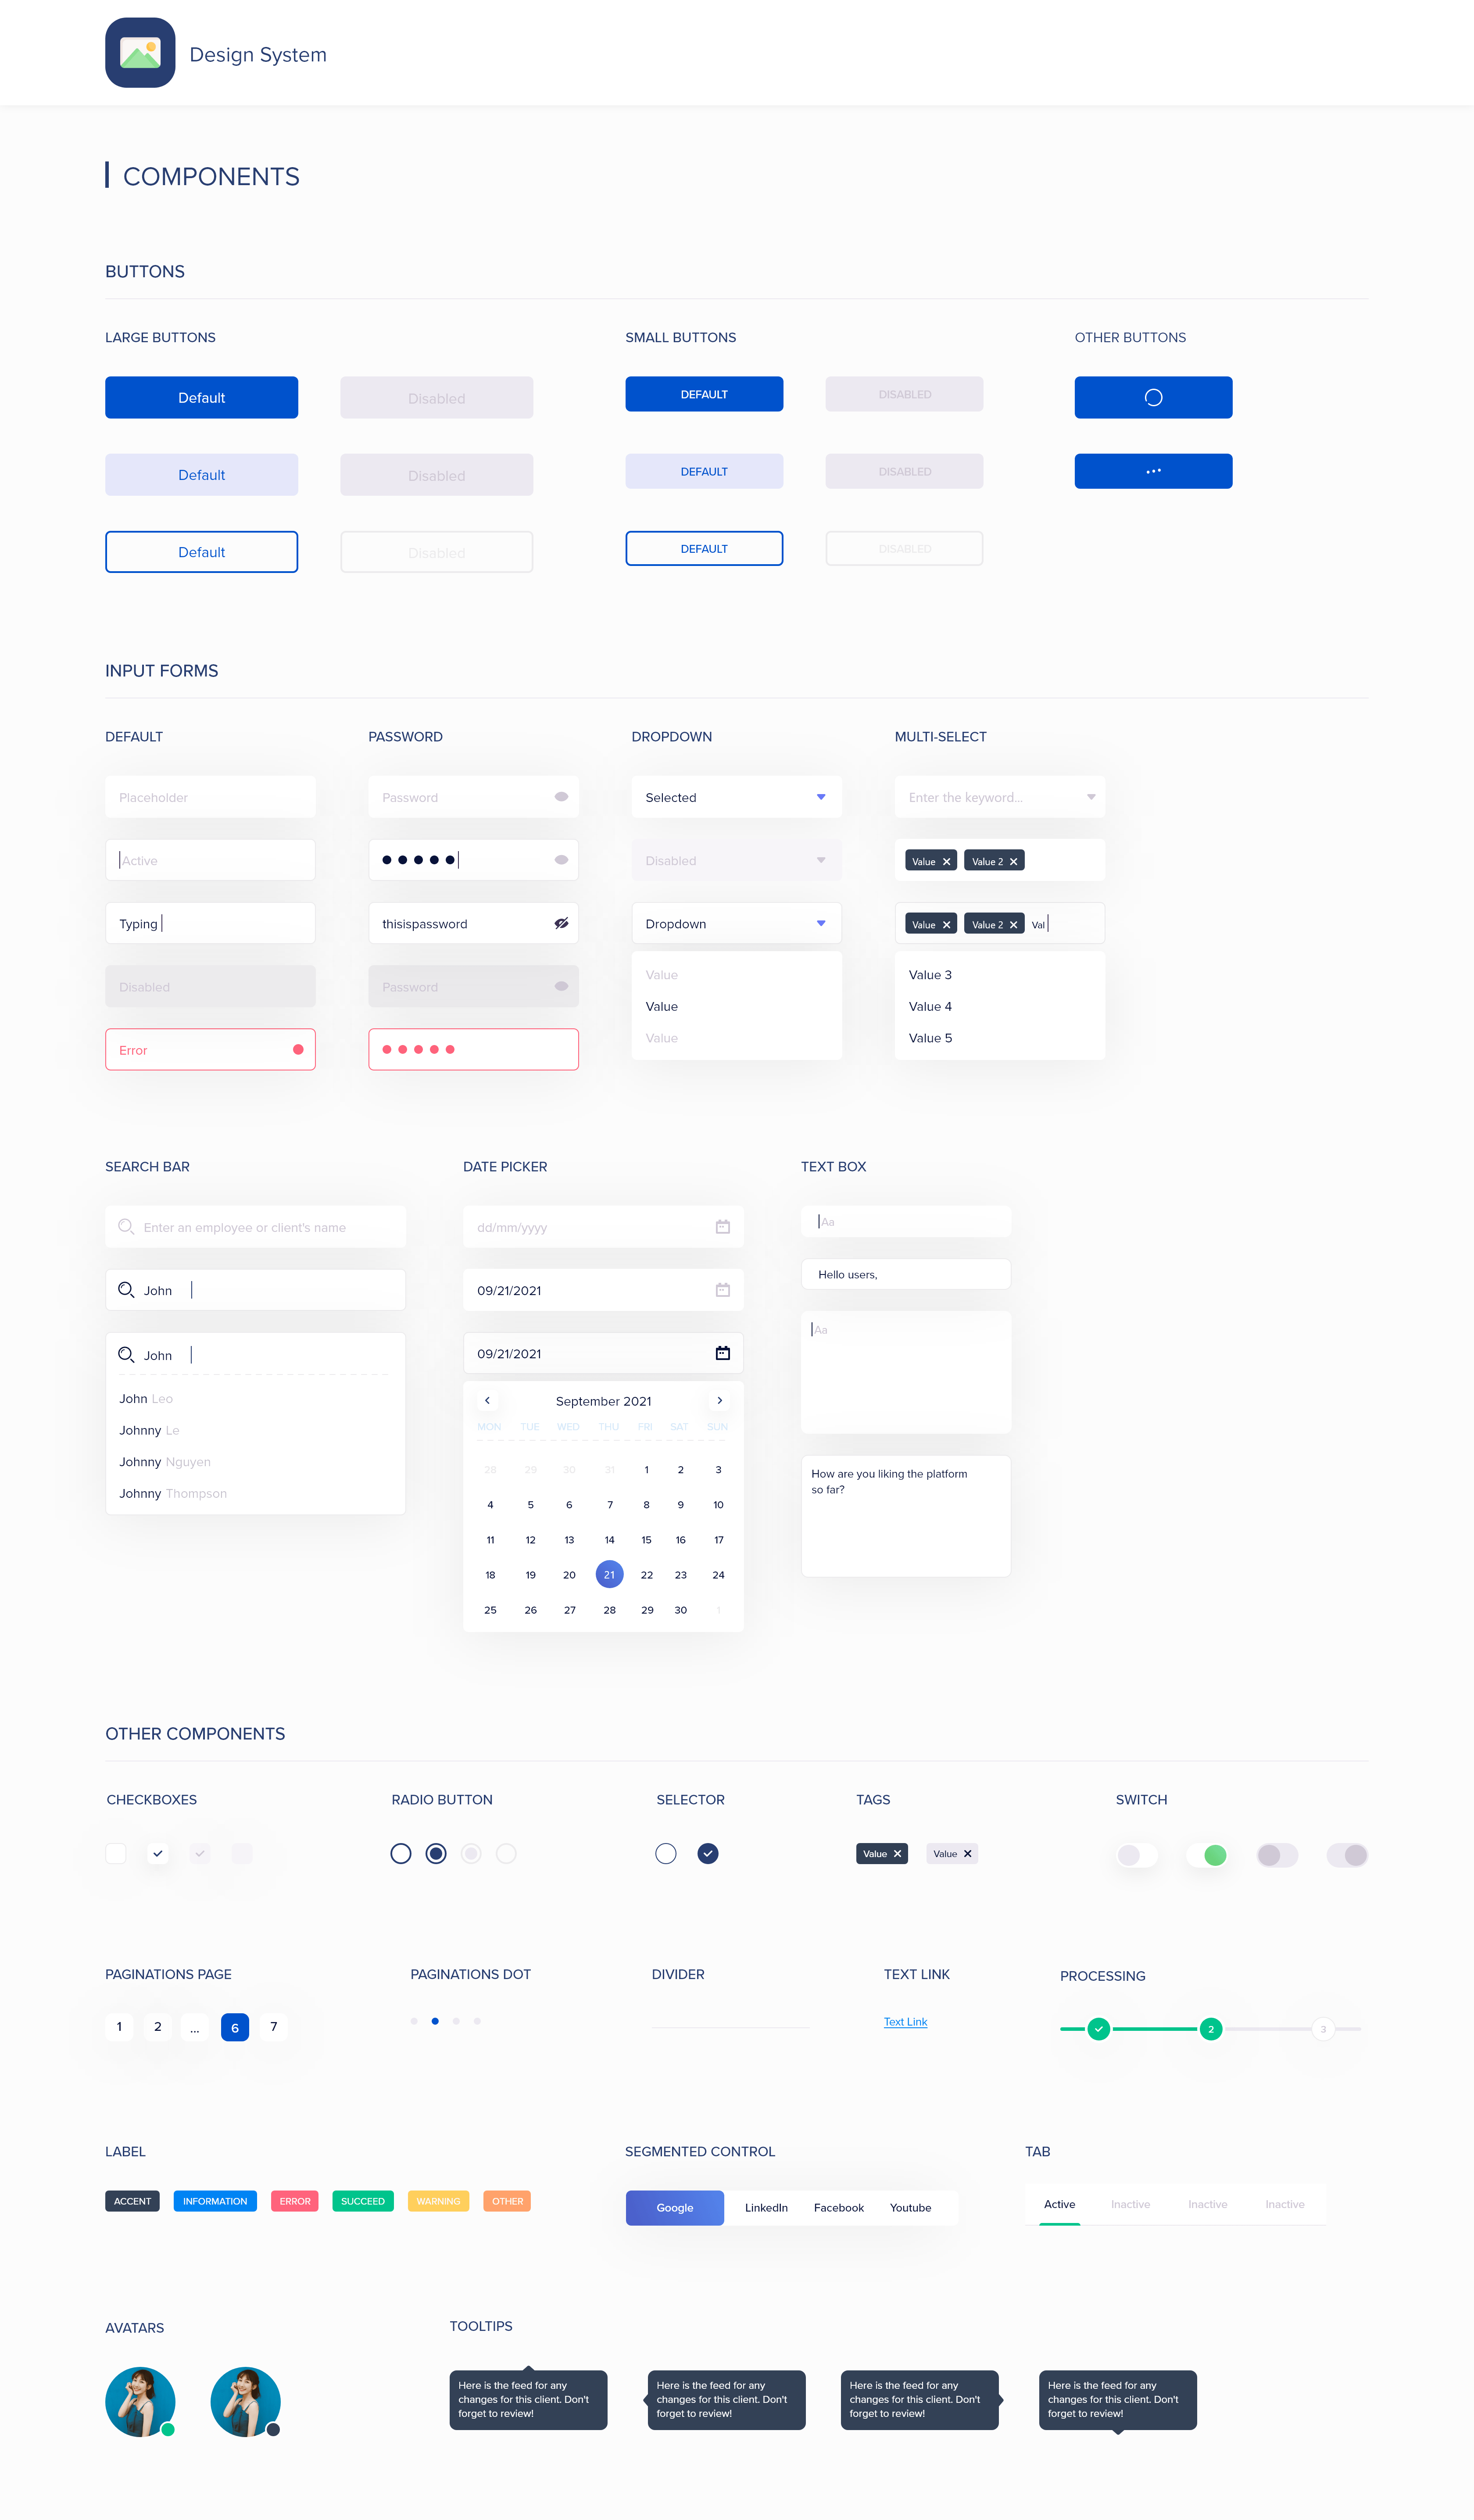 Design System
COMPONENTS
BUTTONS
LARGE BUTTONS
SMALL BUTTONS
OTHER BUTTONS
Default
Disabled
DEFAULT
DISABLED
Default
Disabled
DEFAULT
DISABLED
Default
Disabled
DEFAULT
DISABLED
INPUT FORMS
DEFAULT
PASSWORD
DROPDOWN
MULTI-SELECT
Placeholder
Password
Selected
Enter the keyword...
Active
Disabled
Value
Value 2
Typing
thisispassword
Dropdown
Value
Value 2
Val
Disabled
Password
Value
Value
Value
Value 3
Value 4
Value 5
Error
SEARCH BAR
DATE PICKER
TEXT BOX
Enter an employee or client's name
dd/mm/yyyy
Aa
John
09/21/2021
Hello users,
John
John Leo
Johnny Le
Johnny Nguyen
Johnny Thompson
09/21/2021
September 2021
MON TUE WED THU FRI SAT SUN
28 29 30 31 1 2 3
4 5 6 7 8 9 10
11 12 13 14 15 16 17
18 19 20 21 22 23 24
25 26 27 28 29 30 1
Aa
How are you liking the platform
so far?
OTHER COMPONENTS
CHECKBOXES
RADIO BUTTON
SELECTOR
TAGS
SWITCH
Value
Value
PAGINATIONS PAGE
PAGINATIONS DOT
DIVIDER
TEXT LINK
PROCESSING
1 2 ... 6 7
Text Link
2
3
LABEL
SEGMENTED CONTROL
TAB
ACCENT
INFORMATION
ERROR
SUCCEED
WARNING
OTHER
Google
LinkedIn
Facebook
Youtube
Active
Inactive
Inactive
Inactive
AVATARS
TOOLTIPS
Here is the feed for any
changes for this client. Don't
forget to review!
Here is the feed for any
changes for this client. Don't
forget to review!
Here is the feed for any
changes for this client. Don't
forget to review!
Here is the feed for any
changes for this client. Don't
forget to review!